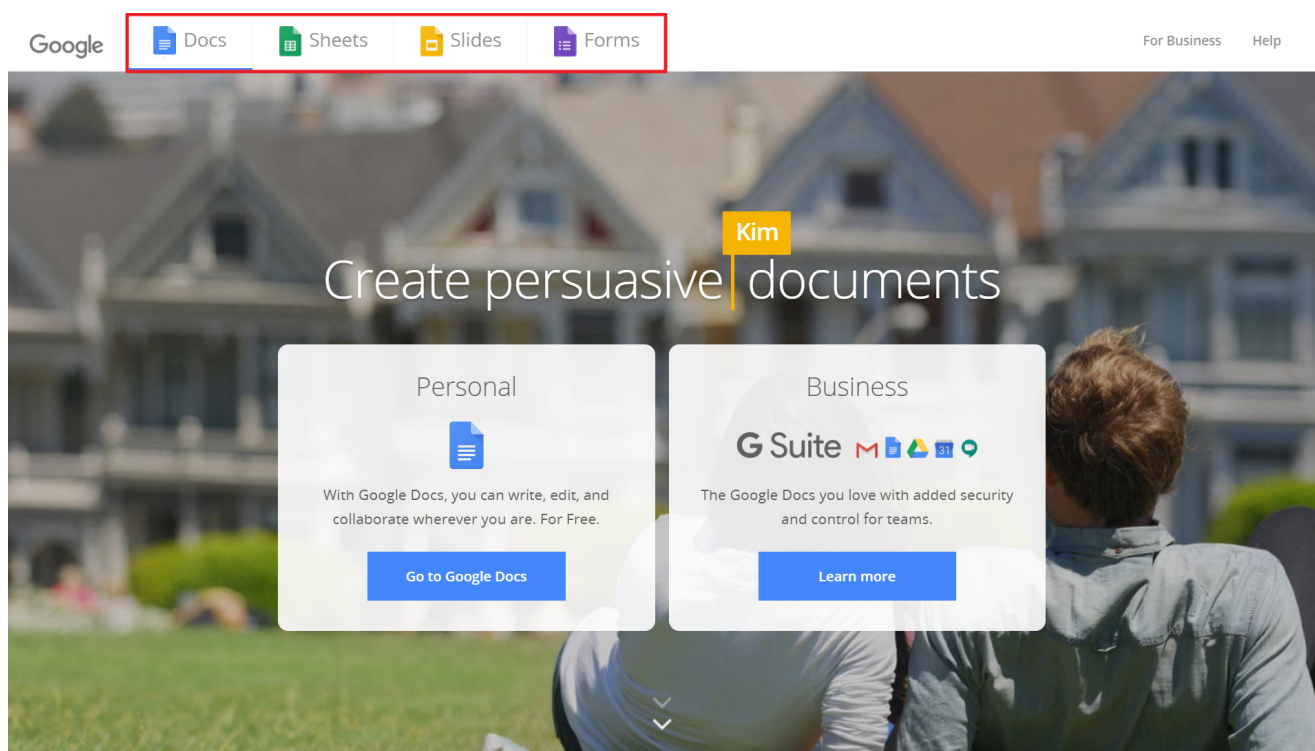 Google Docs Sheets Slides Forms For Business Help
Kim
Create persuasive documents
Personal
With Google Docs, you can write, edit, and
collaborate wherever you are. For Free.
Go to Google Docs
Business
G Suite 31
The Google Docs you love with added security
and control for teams.
Learn more